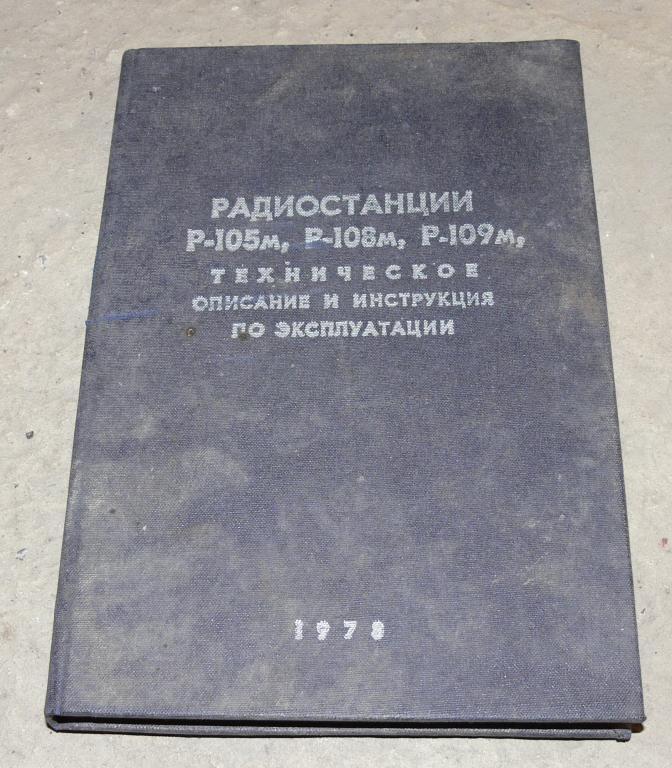 РАДИОСТАНЦИИ
Р-105м, Р-108м, Р-109м,
ТЕХНИЧЕСКОЕ
ОПИСАНИЕ И ИНСТРУКЦИЯ
ПО ЭКСПЛУАТАЦИИ
1978